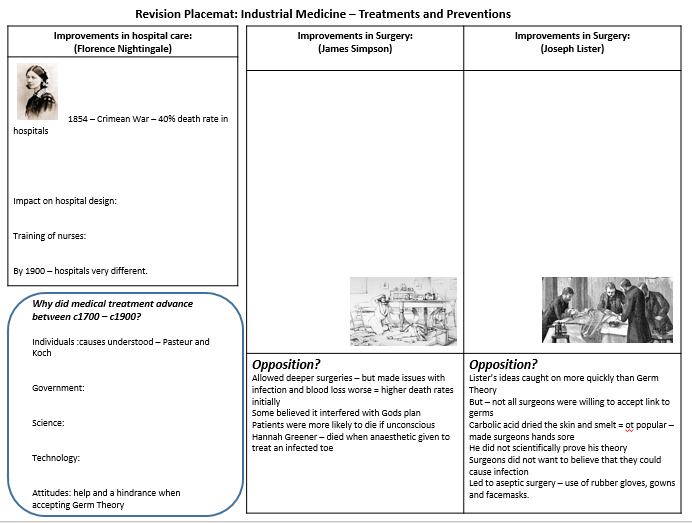 Revision Placemat: Industrial Medicine – Treatments and Preventions
Improvements in hospital care:
(Florence Nightingale)
1854 – Crimean War – 40% death rate in
hospitals
Impact on hospital design:
Training of nurses:
By 1900 – hospitals very different.
Why did medical treatment advance
between c1700 – c1900?
Individuals :causes understood – Pasteur and
Koch
Government:
Science:
Technology:
Attitudes: help and a hindrance when
accepting Germ Theory
Improvements in Surgery:
(James Simpson)
Opposition?
Allowed deeper surgeries – but made issues with
infection and blood loss worse = higher death rates
initially
Some believed it interfered with Gods plan
Patients were more likely to die if unconscious
Hannah Greener – died when anaesthetic given to
treat an infected toe
Improvements in Surgery:
(Joseph Lister)
Opposition?
Lister's ideas caught on more quickly than Germ
Theory
But – not all surgeons were willing to accept link to
germs
Carbolic acid dried the skin and smelt = ot popular –
made surgeons hands sore
He did not scientifically prove his theory
Surgeons did not want to believe that they could
cause infection
Led to aseptic surgery – use of rubber gloves, gowns
and facemasks.